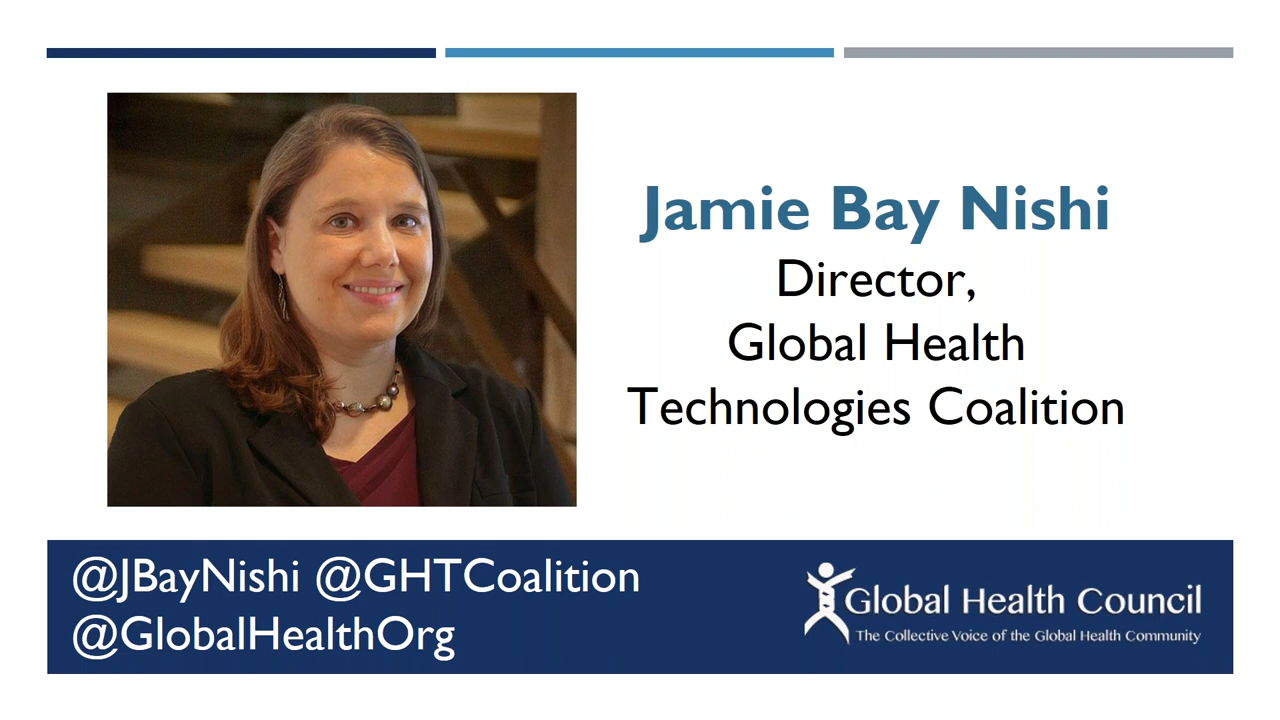 Jamie Bay Nishi
Director,
Global Health
Technologies Coalition
@JBayNishi @GHTCoalition
@GlobalHealthOrg
Global Health Council
The Collective Voice of the Global Health Community